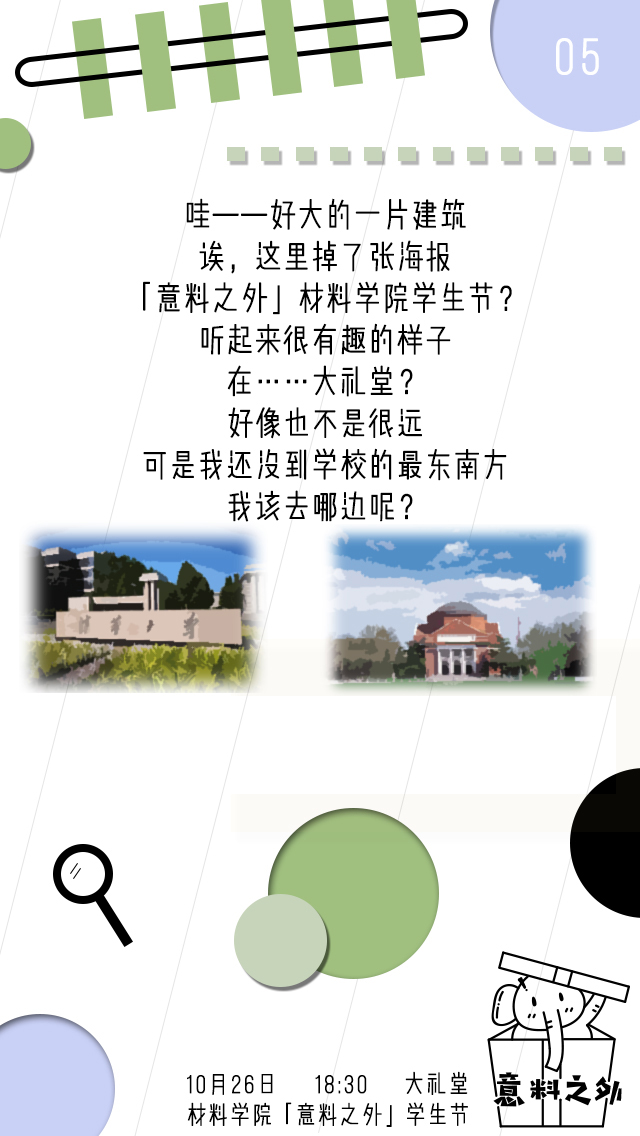 05
哇——好大的一片建筑
诶，这里掉了张海报
「意料之外」材料学院学生节？
听起来很有趣的样子
在……大礼堂？
好像也不是很远
可是我还没到学校的最东南方
我该去哪边呢？
10月26日 18:30 大礼堂
材料学院「意料之外」学生节
意料之外